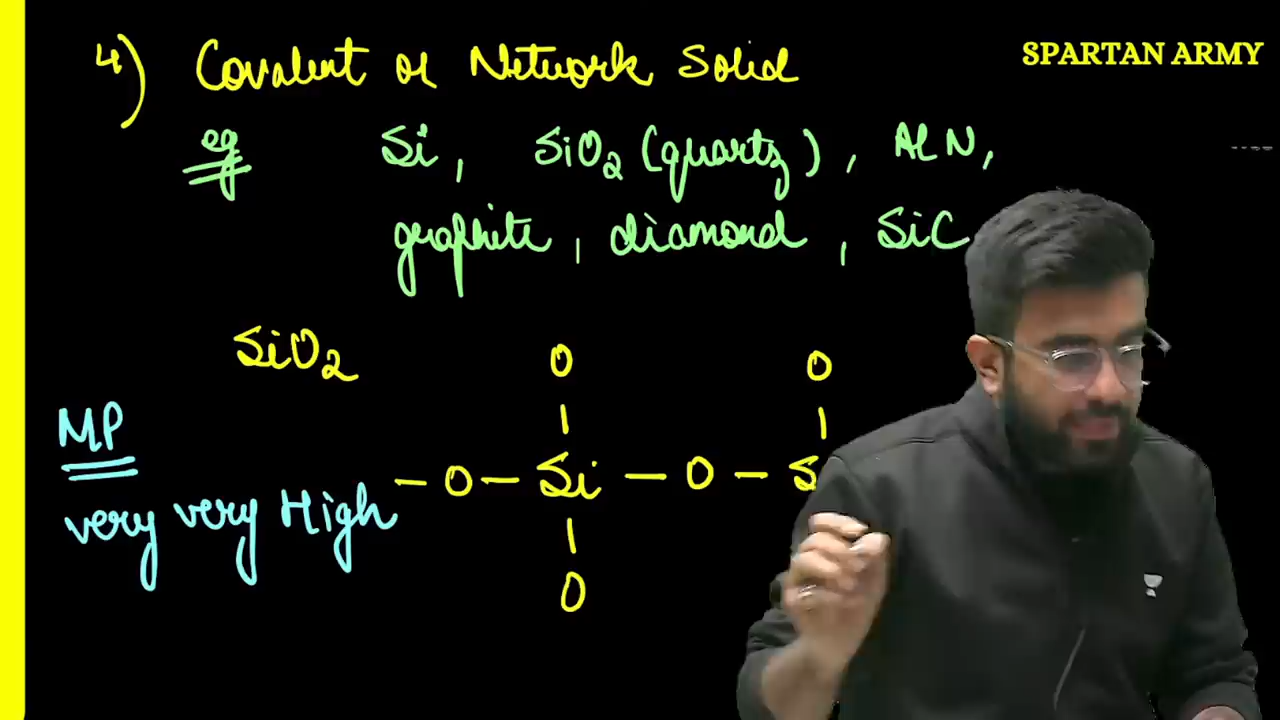 4) Covalent or Network Solid
SPARTAN ARMY
eg Si, SiO2 (quartz), AlN,
graphite, diamond, SiC
SiO2
O O
MP
very very High
- O - Si - O - S
O